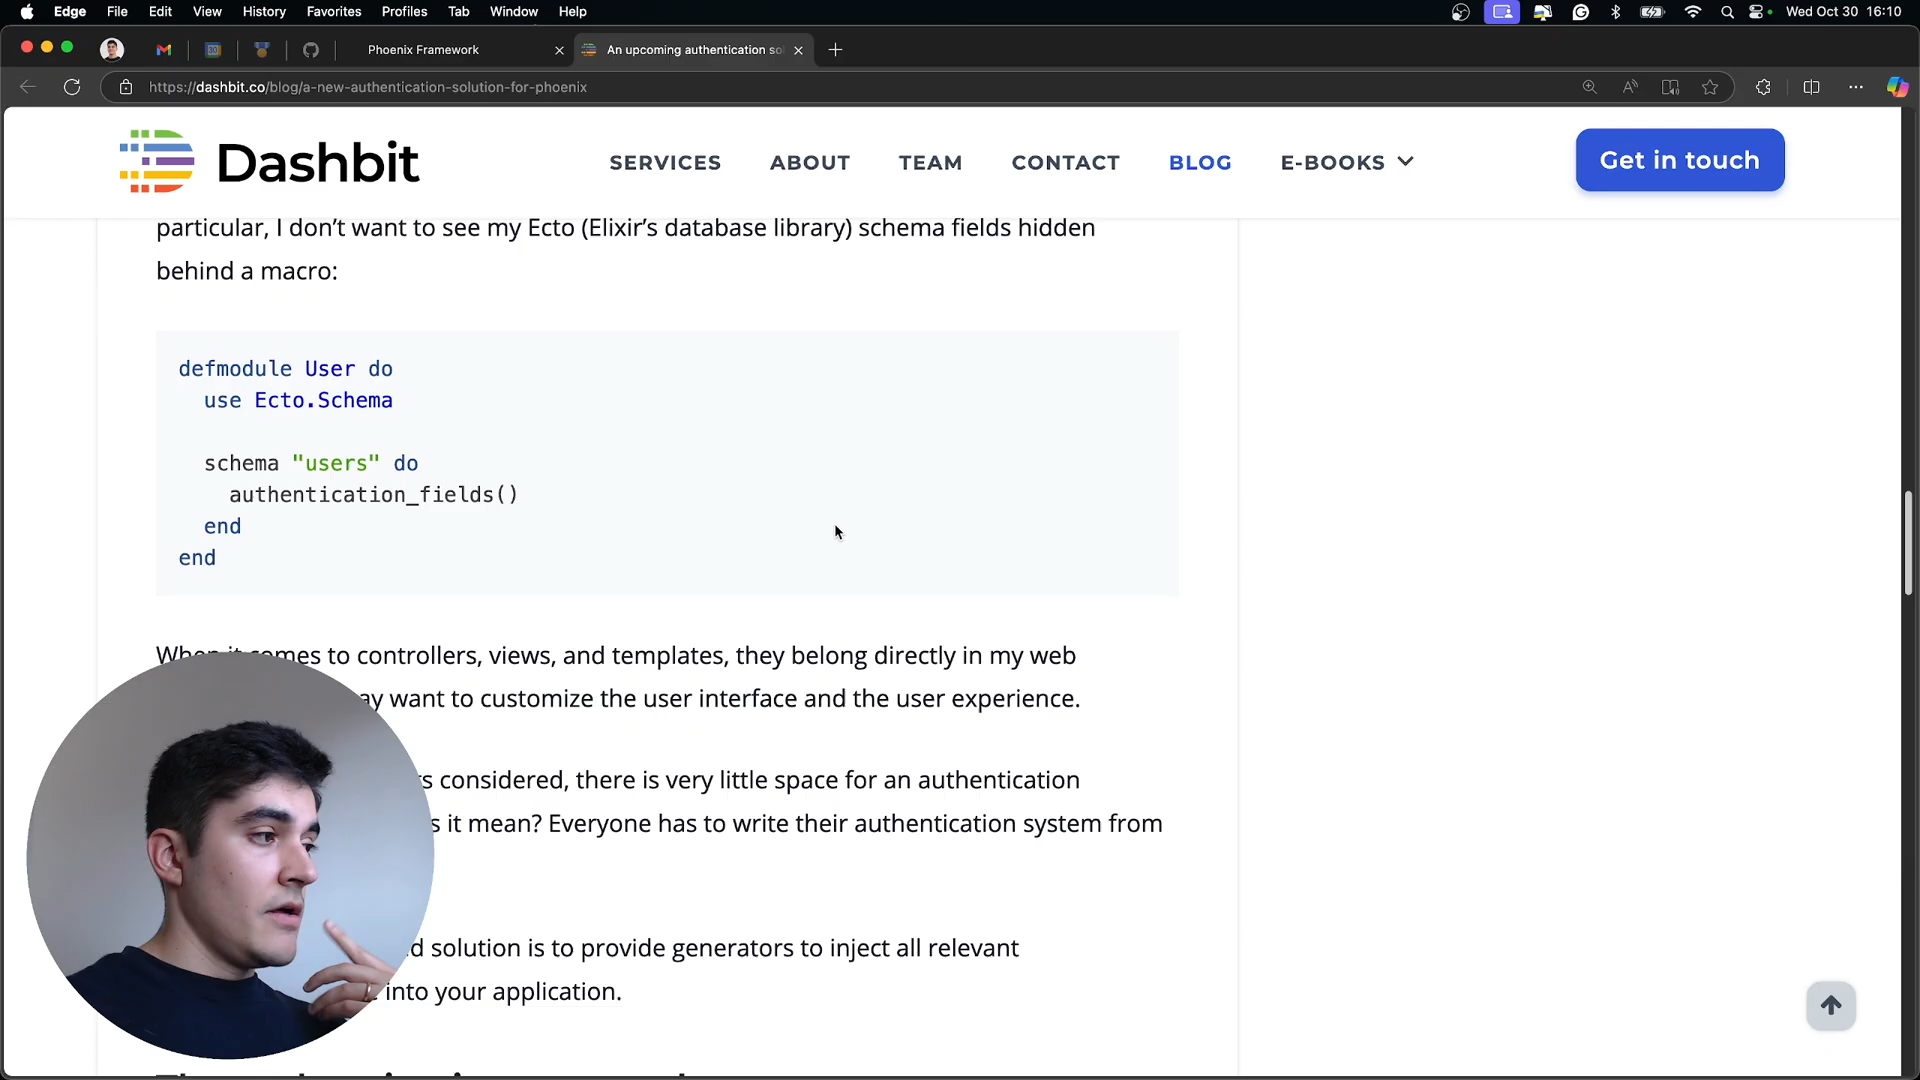 Edge File Edit View History Favorites Profiles Tab Window Help Wed Oct 30 16:10
Phoenix Framework An upcoming authentication so
https://dashbit.co/blog/a-new-authentication-solution-for-phoenix
Dashbit SERVICES ABOUT TEAM CONTACT BLOG E-BOOKS Get in touch
particular, I don’t want to see my Ecto (Elixir’s database library) schema fields hidden
behind a macro:
defmodule User do
use Ecto.Schema
schema "users" do
authentication_fields()
end
end
When it comes to controllers, views, and templates, they belong directly in my web
want to customize the user interface and the user experience.
considered, there is very little space for an authentication
it mean? Everyone has to write their authentication system from
solution is to provide generators to inject all relevant
into your application.